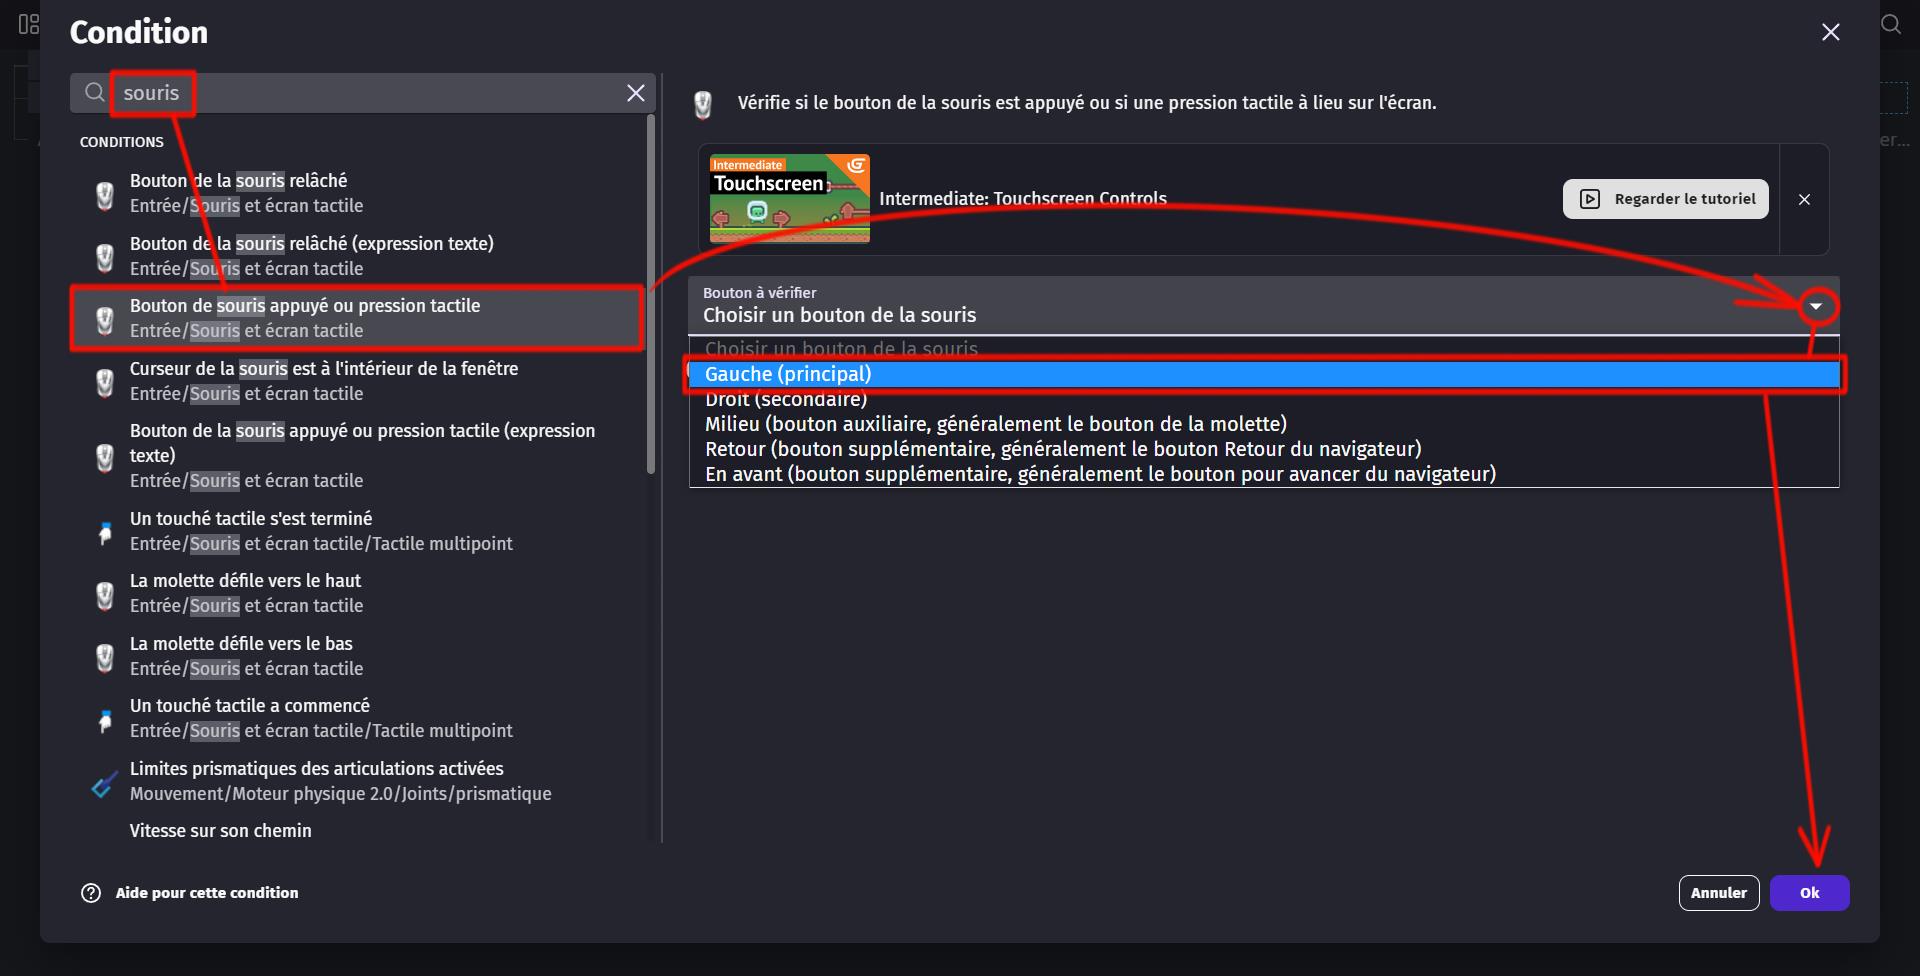 Condition
souris
CONDITIONS
Bouton de la souris relâché
Entrée/Souris et écran tactile
Bouton de la souris relâché (expression texte)
Entrée/Souris et écran tactile
Bouton de souris appuyé ou pression tactile
Entrée/Souris et écran tactile
Curseur de la souris est à l'intérieur de la fenêtre
Entrée/Souris et écran tactile
Bouton de la souris appuyé ou pression tactile (expression
texte)
Entrée/Souris et écran tactile
Un touché tactile s'est terminé
Entrée/Souris et écran tactile/Tactile multipoint
La molette défile vers le haut
Entrée/Souris et écran tactile
La molette défile vers le bas
Entrée/Souris et écran tactile
Un touché tactile a commencé
Entrée/Souris et écran tactile/Tactile multipoint
Limites prismatiques des articulations activées
Mouvement/Moteur physique 2.0/Joints/prismatique
Vitesse sur son chemin
Aide pour cette condition
Vérifie si le bouton de la souris est appuyé ou si une pression tactile à lieu sur l'écran.
Intermediate
Touchscreen
Intermediate: Touchscreen Controls
Regarder le tutoriel
Bouton à vérifier
Choisir un bouton de la souris
Choisir un bouton de la souris
Gauche (principal)
Droit (secondaire)
Milieu (bouton auxiliaire, généralement le bouton de la molette)
Retour (bouton supplémentaire, généralement le bouton Retour du navigateur)
En avant (bouton supplémentaire, généralement le bouton pour avancer du navigateur)
Annuler
Ok